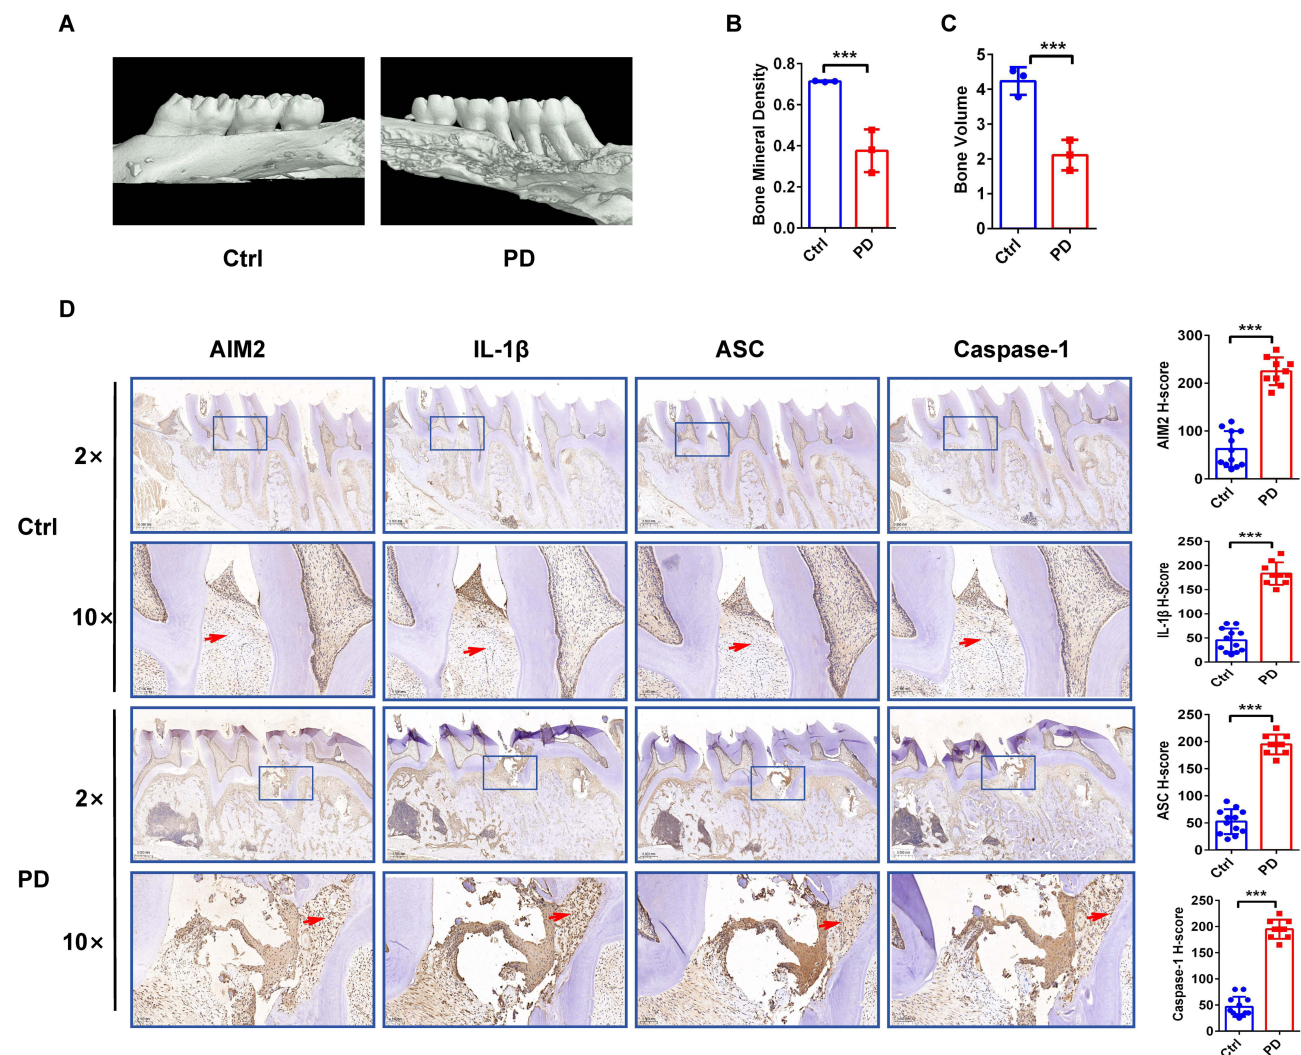 A
B
C
Ctrl
PD
Bone Mineral Density
0.8
0.6
0.4
0.2
0.0
***
Ctrl
PD
Bone Volume
5
4
3
2
1
0
***
Ctrl
PD
D
AIM2
IL-1β
ASC
Caspase-1
Ctrl
2×
10×
PD
2×
10×
AIM2 H-score
300
200
100
0
***
Ctrl
PD
IL-1β H-Score
250
200
150
100
50
0
***
Ctrl
PD
ASC H-score
250
200
150
100
50
0
***
Ctrl
PD
Caspase-1 H-score
250
200
150
100
50
0
***
Ctrl
PD